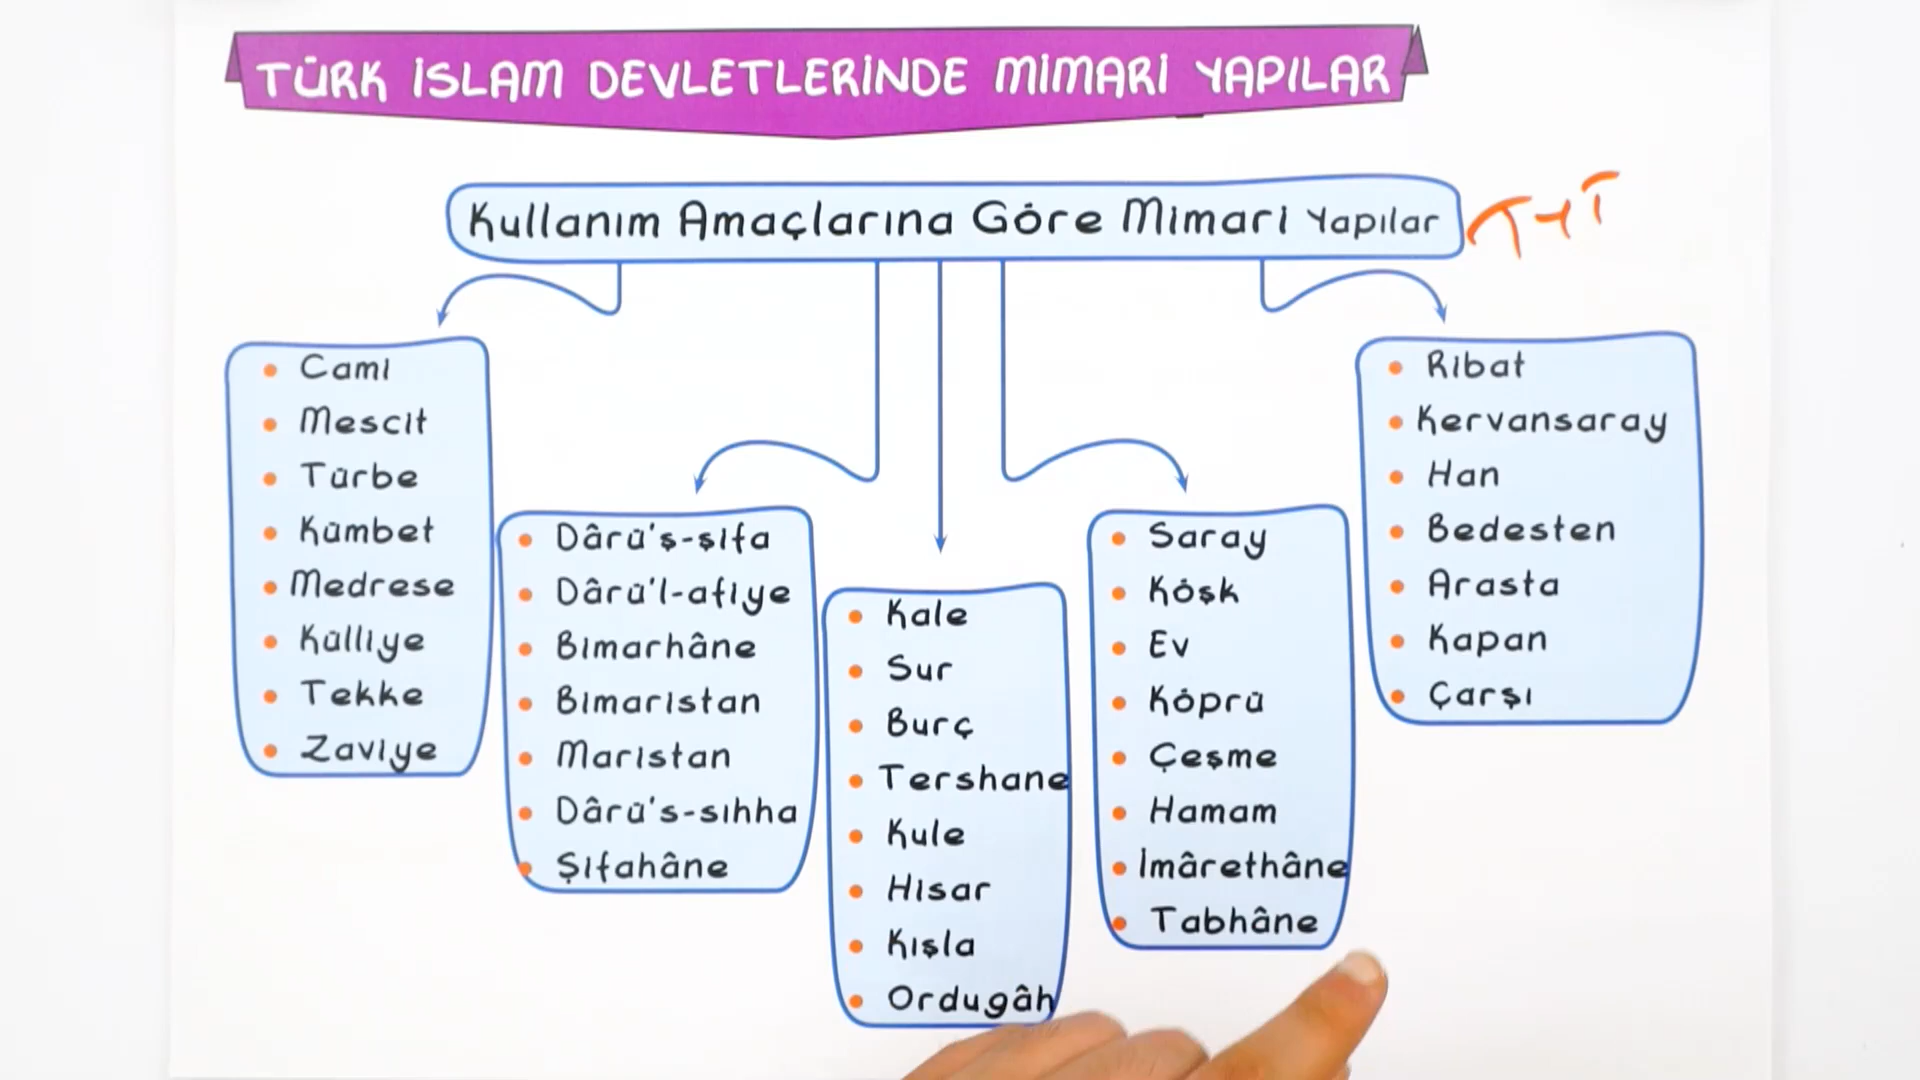 TÜRK İSLAM DEVLETLERİNDE MİMARİ YAPILAR
Kullanım Amaçlarına Göre Mimari Yapılar
TYT
Cami
Mescit
Türbe
Kümbet
Medrese
Külliye
Tekke
Zaviye
Dârü's-şifa
Dârü'l-afiye
Bimarhâne
Bimaristan
Maristan
Dârü's-sıhha
Şifahâne
Kale
Sur
Burç
Tershane
Kule
Hisar
Kışla
Ordugâh
Saray
Köşk
Ev
Köprü
Çeşme
Hamam
İmârethâne
Tabhâne
Ribat
Kervansaray
Han
Bedesten
Arasta
Kapan
Çarşı